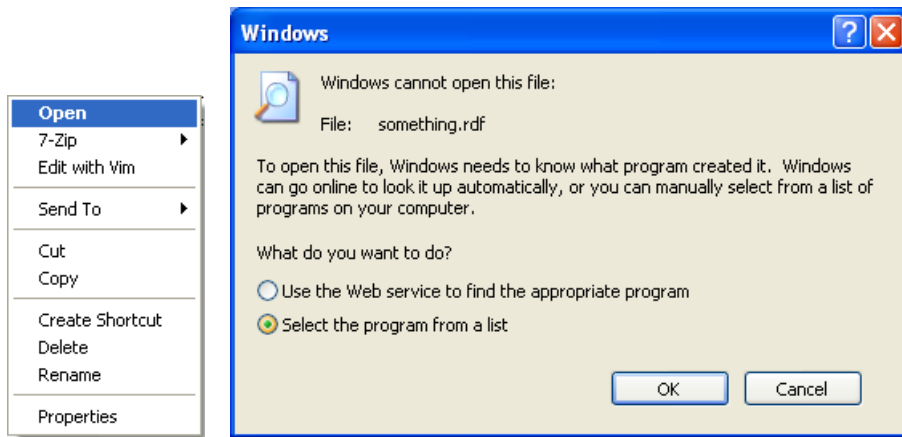 Open
7-Zip
Edit with Vim
Send To
Cut
Copy
Create Shortcut
Delete
Rename
Properties
Windows
Windows cannot open this file:
File: something.rdf
To open this file, Windows needs to know what program created it. Windows
can go online to look it up automatically, or you can manually select from a list of
programs on your computer.
What do you want to do?
Use the Web service to find the appropriate program
Select the program from a list
OK
Cancel